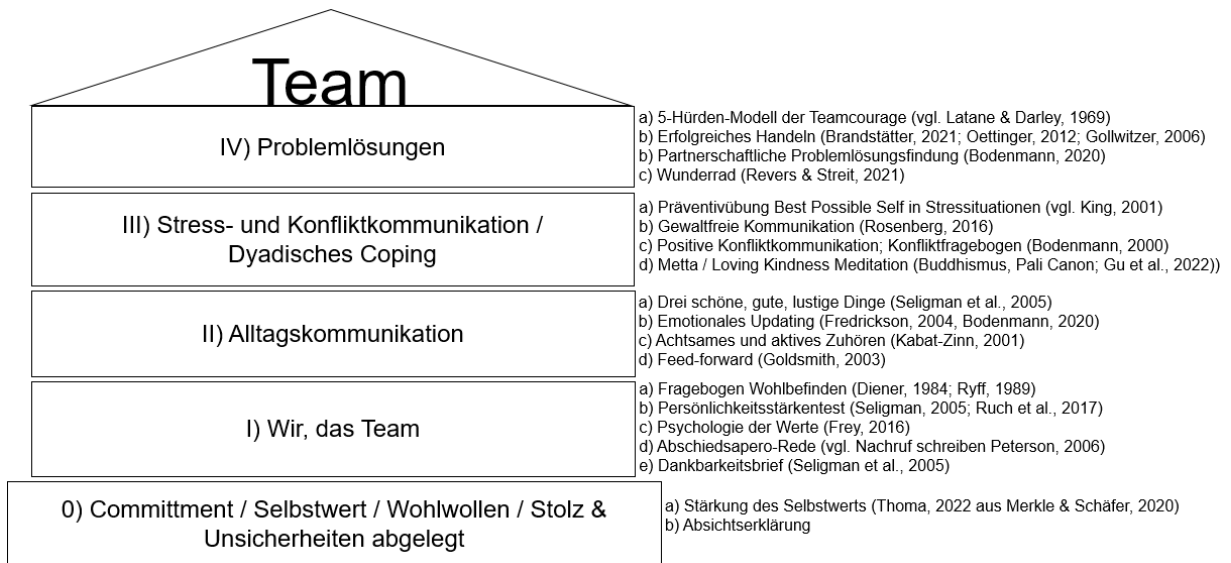 Team
IV) Problemlösungen
a) 5-Hürden-Modell der Teamcourage (vgl. Latane & Darley, 1969)
b) Erfolgreiches Handeln (Brandstätter, 2021; Oettinger, 2012; Gollwitzer, 2006)
b) Partnerschaftliche Problemlösungsfindung (Bodenmann, 2020)
c) Wunderrad (Revers & Streit, 2021)
III) Stress- und Konfliktkommunikation /
Dyadisches Coping
a) Präventivübung Best Possible Self in Stressituationen (vgl. King, 2001)
b) Gewaltfreie Kommunikation (Rosenberg, 2016)
c) Positive Konfliktkommunikation; Konfliktfragebogen (Bodenmann, 2000)
d) Metta / Loving Kindness Meditation (Buddhismus, Pali Canon; Gu et al., 2022))
II) Alltagskommunikation
a) Drei schöne, gute, lustige Dinge (Seligman et al., 2005)
b) Emotionales Updating (Fredrickson, 2004, Bodenmann, 2020)
c) Achtsames und aktives Zuhören (Kabat-Zinn, 2001)
d) Feed-forward (Goldsmith, 2003)
I) Wir, das Team
a) Fragebogen Wohlbefinden (Diener, 1984; Ryff, 1989)
b) Persönlichkeitsstärkentest (Seligman, 2005; Ruch et al., 2017)
c) Psychologie der Werte (Frey, 2016)
d) Abschiedsapero-Rede (vgl. Nachruf schreiben Peterson, 2006)
e) Dankbarkeitsbrief (Seligman et al., 2005)
0) Committment / Selbstwert / Wohlwollen / Stolz &
Unsicherheiten abgelegt
a) Stärkung des Selbstwerts (Thoma, 2022 aus Merkle & Schäfer, 2020)
b) Absichtserklärung